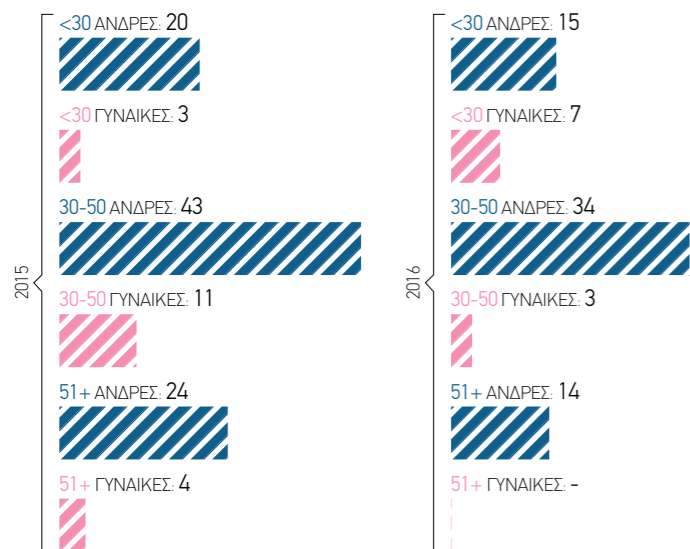 2015
<30 ΑΝΔΡΕΣ: 20
<30 ΓΥΝΑΙΚΕΣ: 3
30-50 ΑΝΔΡΕΣ: 43
30-50 ΓΥΝΑΙΚΕΣ: 11
51+ ΑΝΔΡΕΣ: 24
51+ ΓΥΝΑΙΚΕΣ: 4
2016
<30 ΑΝΔΡΕΣ: 15
<30 ΓΥΝΑΙΚΕΣ: 7
30-50 ΑΝΔΡΕΣ: 34
30-50 ΓΥΝΑΙΚΕΣ: 3
51+ ΑΝΔΡΕΣ: 14
51+ ΓΥΝΑΙΚΕΣ: -